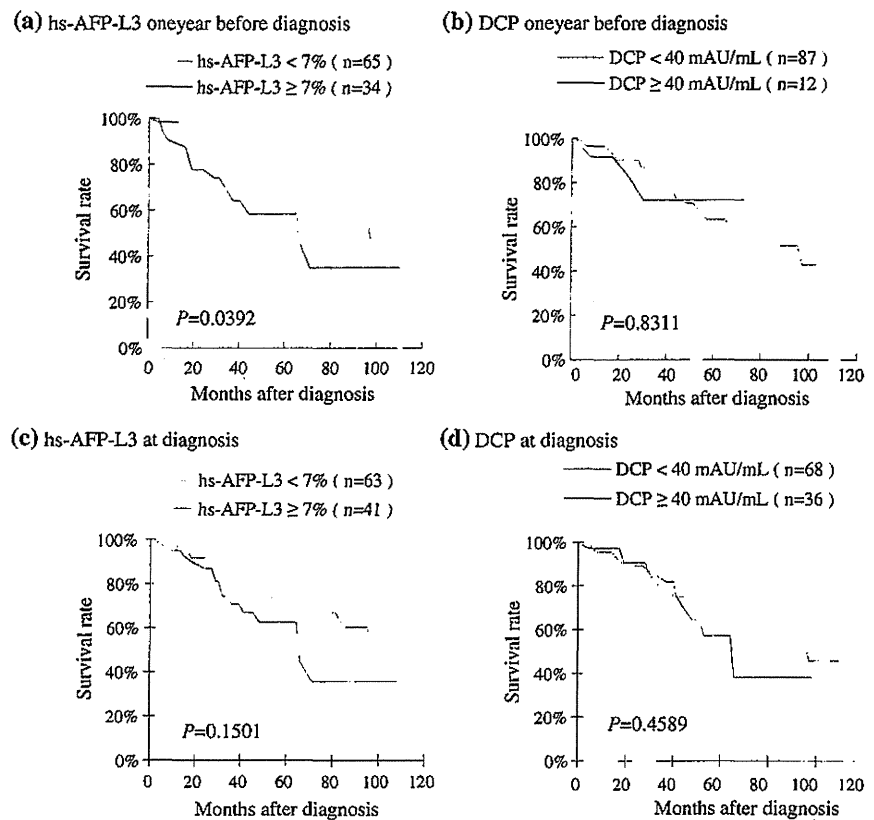 (a) hs-AFP-L3 oneyear before diagnosis
hs-AFP-L3 < 7% ( n=65)
hs-AFP-L3 ≥ 7% ( n=34)
100%
80%
60%
40%
20%
0%
Survival rate
P=0.0392
0 20 40 60 80 100 120
Months after diagnosis
(b) DCP oneyear before diagnosis
DCP < 40 mAU/mL ( n=87)
DCP ≥ 40 mAU/mL ( n=12)
100%
80%
60%
40%
20%
0%
Survival rate
P=0.8311
0 20 40 60 80 100 120
Months after diagnosis
(c) hs-AFP-L3 at diagnosis
hs-AFP-L3 < 7% ( n=63)
hs-AFP-L3 ≥ 7% ( n=41)
100%
80%
60%
40%
20%
0%
Survival rate
P=0.1501
0 20 40 60 80 100 120
Months after diagnosis
(d) DCP at diagnosis
DCP < 40 mAU/mL ( n=68)
DCP ≥ 40 mAU/mL ( n=36)
100%
80%
60%
40%
20%
0%
Survival rate
P=0.4589
0 20 40 60 80 100 120
Months after diagnosis